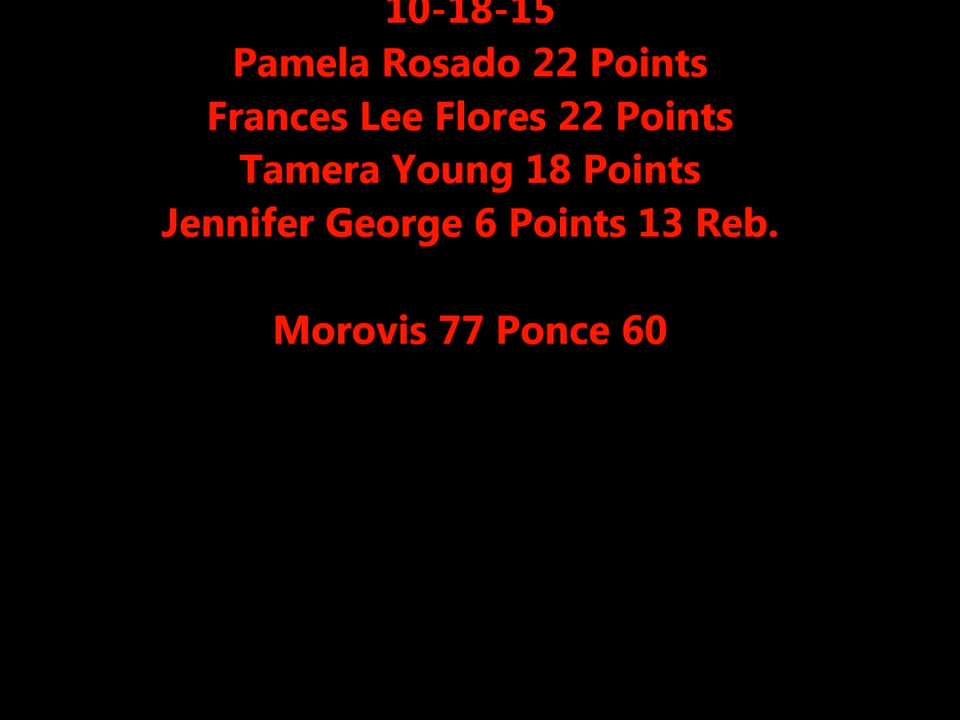 10-18-15
Pamela Rosado 22 Points
Frances Lee Flores 22 Points
Tamera Young 18 Points
Jennifer George 6 Points 13 Reb.
Morovis 77 Ponce 60